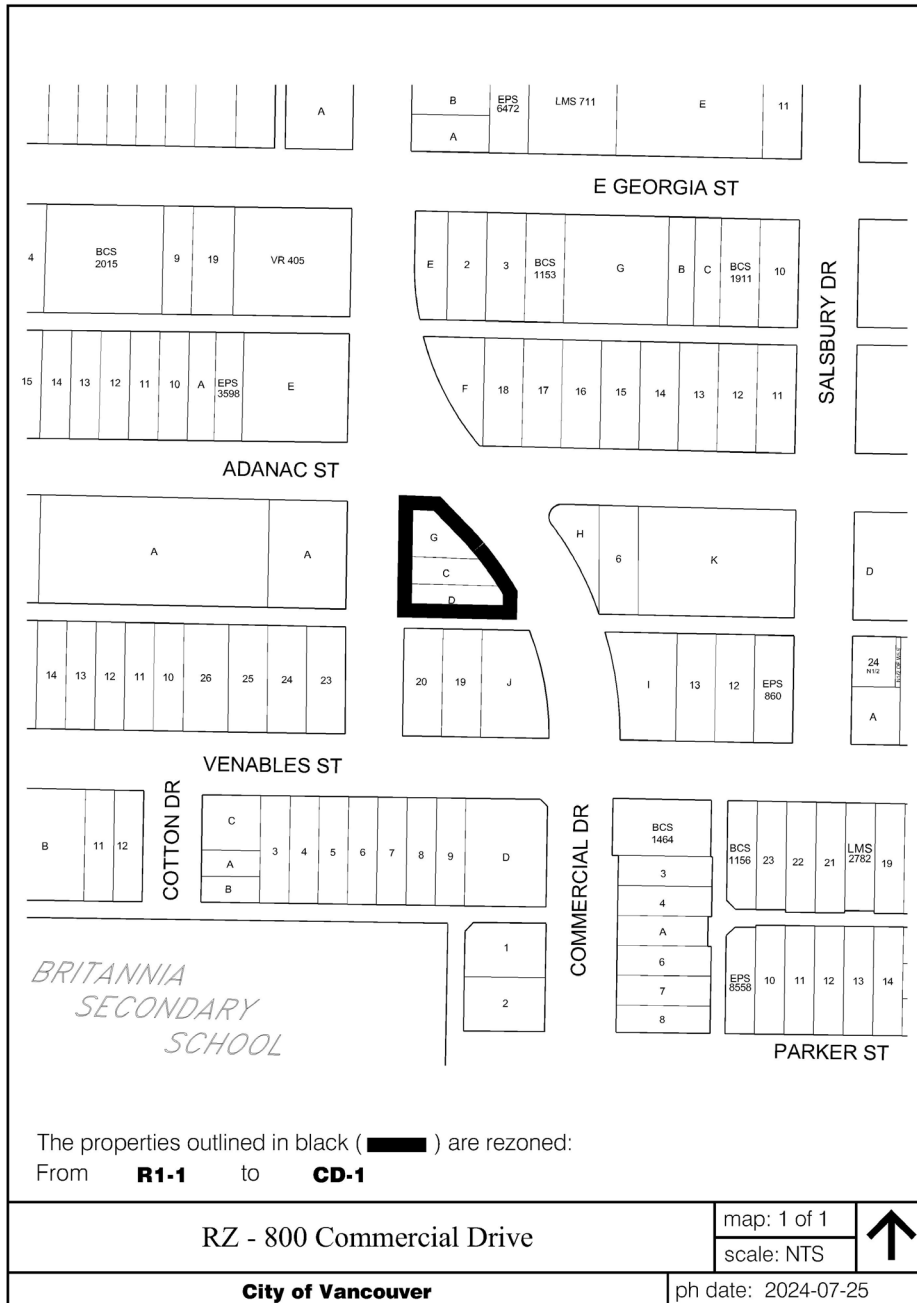 A
B
EPS
6472
LMS 711
E
11
A
E GEORGIA ST
4
BCS
2015
9
19
VR 405
E
2
3
BCS
1153
G
B
C
BCS
1911
10
SALSBURY DR
15
14
13
12
11
10
A
EPS
3598
E
F
18
17
16
15
14
13
12
11
ADANAC ST
A
A
G
C
D
H
6
K
D
14
13
12
11
10
26
25
24
23
20
19
J
I
13
12
EPS
860
24
N1/2
A
VENABLES ST
COTTON DR
B
11
12
C
A
B
3
4
5
6
7
8
9
D
COMMERCIAL DR
BCS
1464
3
4
A
6
7
8
BCS
1156
23
22
21
LMS
2782
19
1
2
EPS
8558
10
11
12
13
14
BRITANNIA
SECONDARY
SCHOOL
PARKER ST
The properties outlined in black ( ) are rezoned:
From R1-1 to CD-1
RZ - 800 Commercial Drive
map: 1 of 1
scale: NTS
City of Vancouver
ph date: 2024-07-25